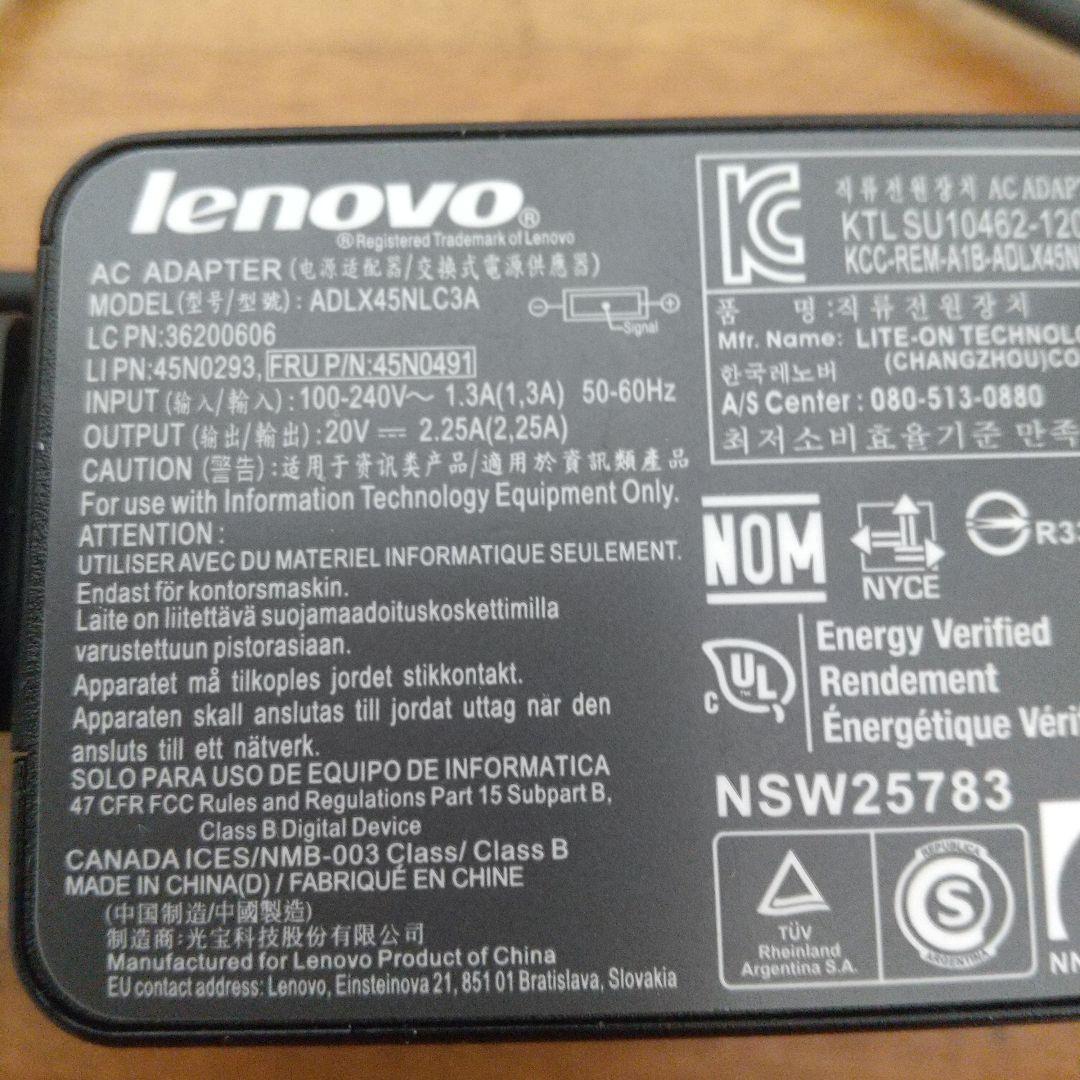 lenovo®
® Registered Trademark of Lenovo
AC ADAPTER (电源适配器/交換式電源供應器)
MODEL(型号/型號): ADLX45NLC3A
Signal
LC PN:36200606
LI PN:45N0293, FRU P/N:45N0491
INPUT (输入/輸入): 100-240V～ 1.3A(1,3A) 50-60Hz
OUTPUT (输出/輸出): 20V ⎓ 2.25A(2,25A)
CAUTION (警告): 适用于资讯类产品/適用於資訊類產品
For use with Information Technology Equipment Only.
ATTENTION :
UTILISER AVEC DU MATERIEL INFORMATIQUE SEULEMENT.
Endast för kontorsmaskin.
Laite on liitettävä suojamaadoituskoskettimilla
varustettuun pistorasiaan.
Apparatet må tilkoples jordet stikkontakt.
Apparaten skall anslutas till jordat uttag när den
ansluts till ett nätverk.
SOLO PARA USO DE EQUIPO DE INFORMATICA
47 CFR FCC Rules and Regulations Part 15 Subpart B,
Class B Digital Device
CANADA ICES/NMB-003 Class/ Class B
MADE IN CHINA(D) / FABRIQUÉ EN CHINE
(中国制造/中國製造)
制造商:光宝科技股份有限公司
Manufactured for Lenovo Product of China
EU contact address: Lenovo, Einsteinova 21, 851 01 Bratislava, Slovakia
KC
직류전원장치 AC ADAPT
KTL SU10462-120
KCC-REM-A1B-ADLX45N
품 명:직류전원장치
Mfr. Name: LITE-ON TECHNOLO
(CHANGZHOU)CO
한국레노버
A/S Center : 080-513-0880
최저소비효율기준 만족
NOM
NYCE
R33
c UL
Energy Verified
Rendement
Énergétique Véri
NSW25783
TÜV
Rheinland
Argentina S.A.
REPUBLICA
S
ARGENTINA
NN